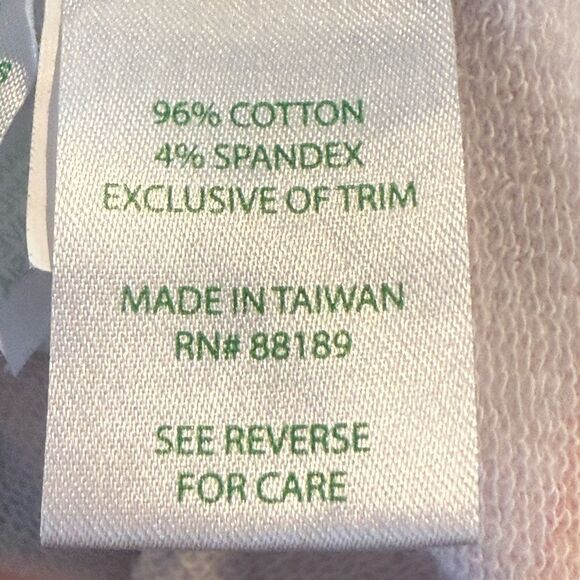 96% COTTON
4% SPANDEX
EXCLUSIVE OF TRIM
MADE IN TAIWAN
RN# 88189
SEE REVERSE
FOR CARE